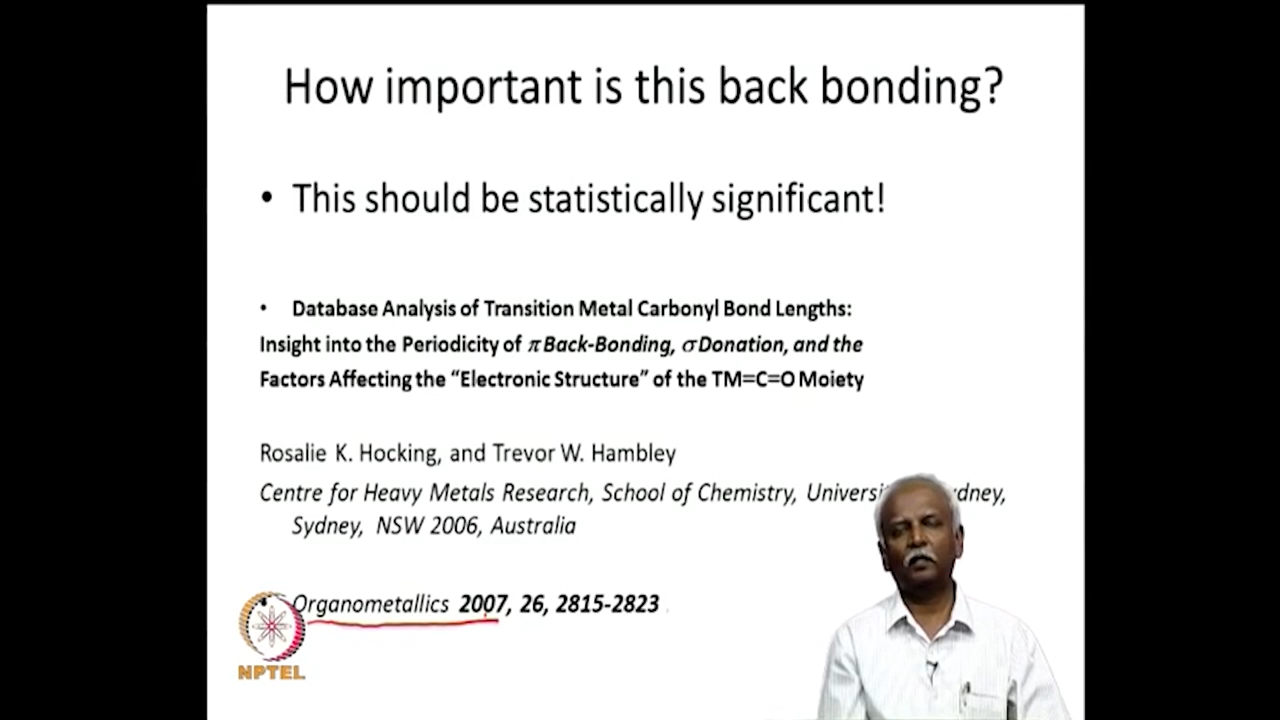 How important is this back bonding?
• This should be statistically significant!
• Database Analysis of Transition Metal Carbonyl Bond Lengths:
Insight into the Periodicity of π Back-Bonding, σ Donation, and the
Factors Affecting the “Electronic Structure” of the TM=C=O Moiety
Rosalie K. Hocking, and Trevor W. Hambley
Centre for Heavy Metals Research, School of Chemistry,
Sydney, NSW 2006, Australia
Organometallics 2007, 26, 2815-2823
NPTEL